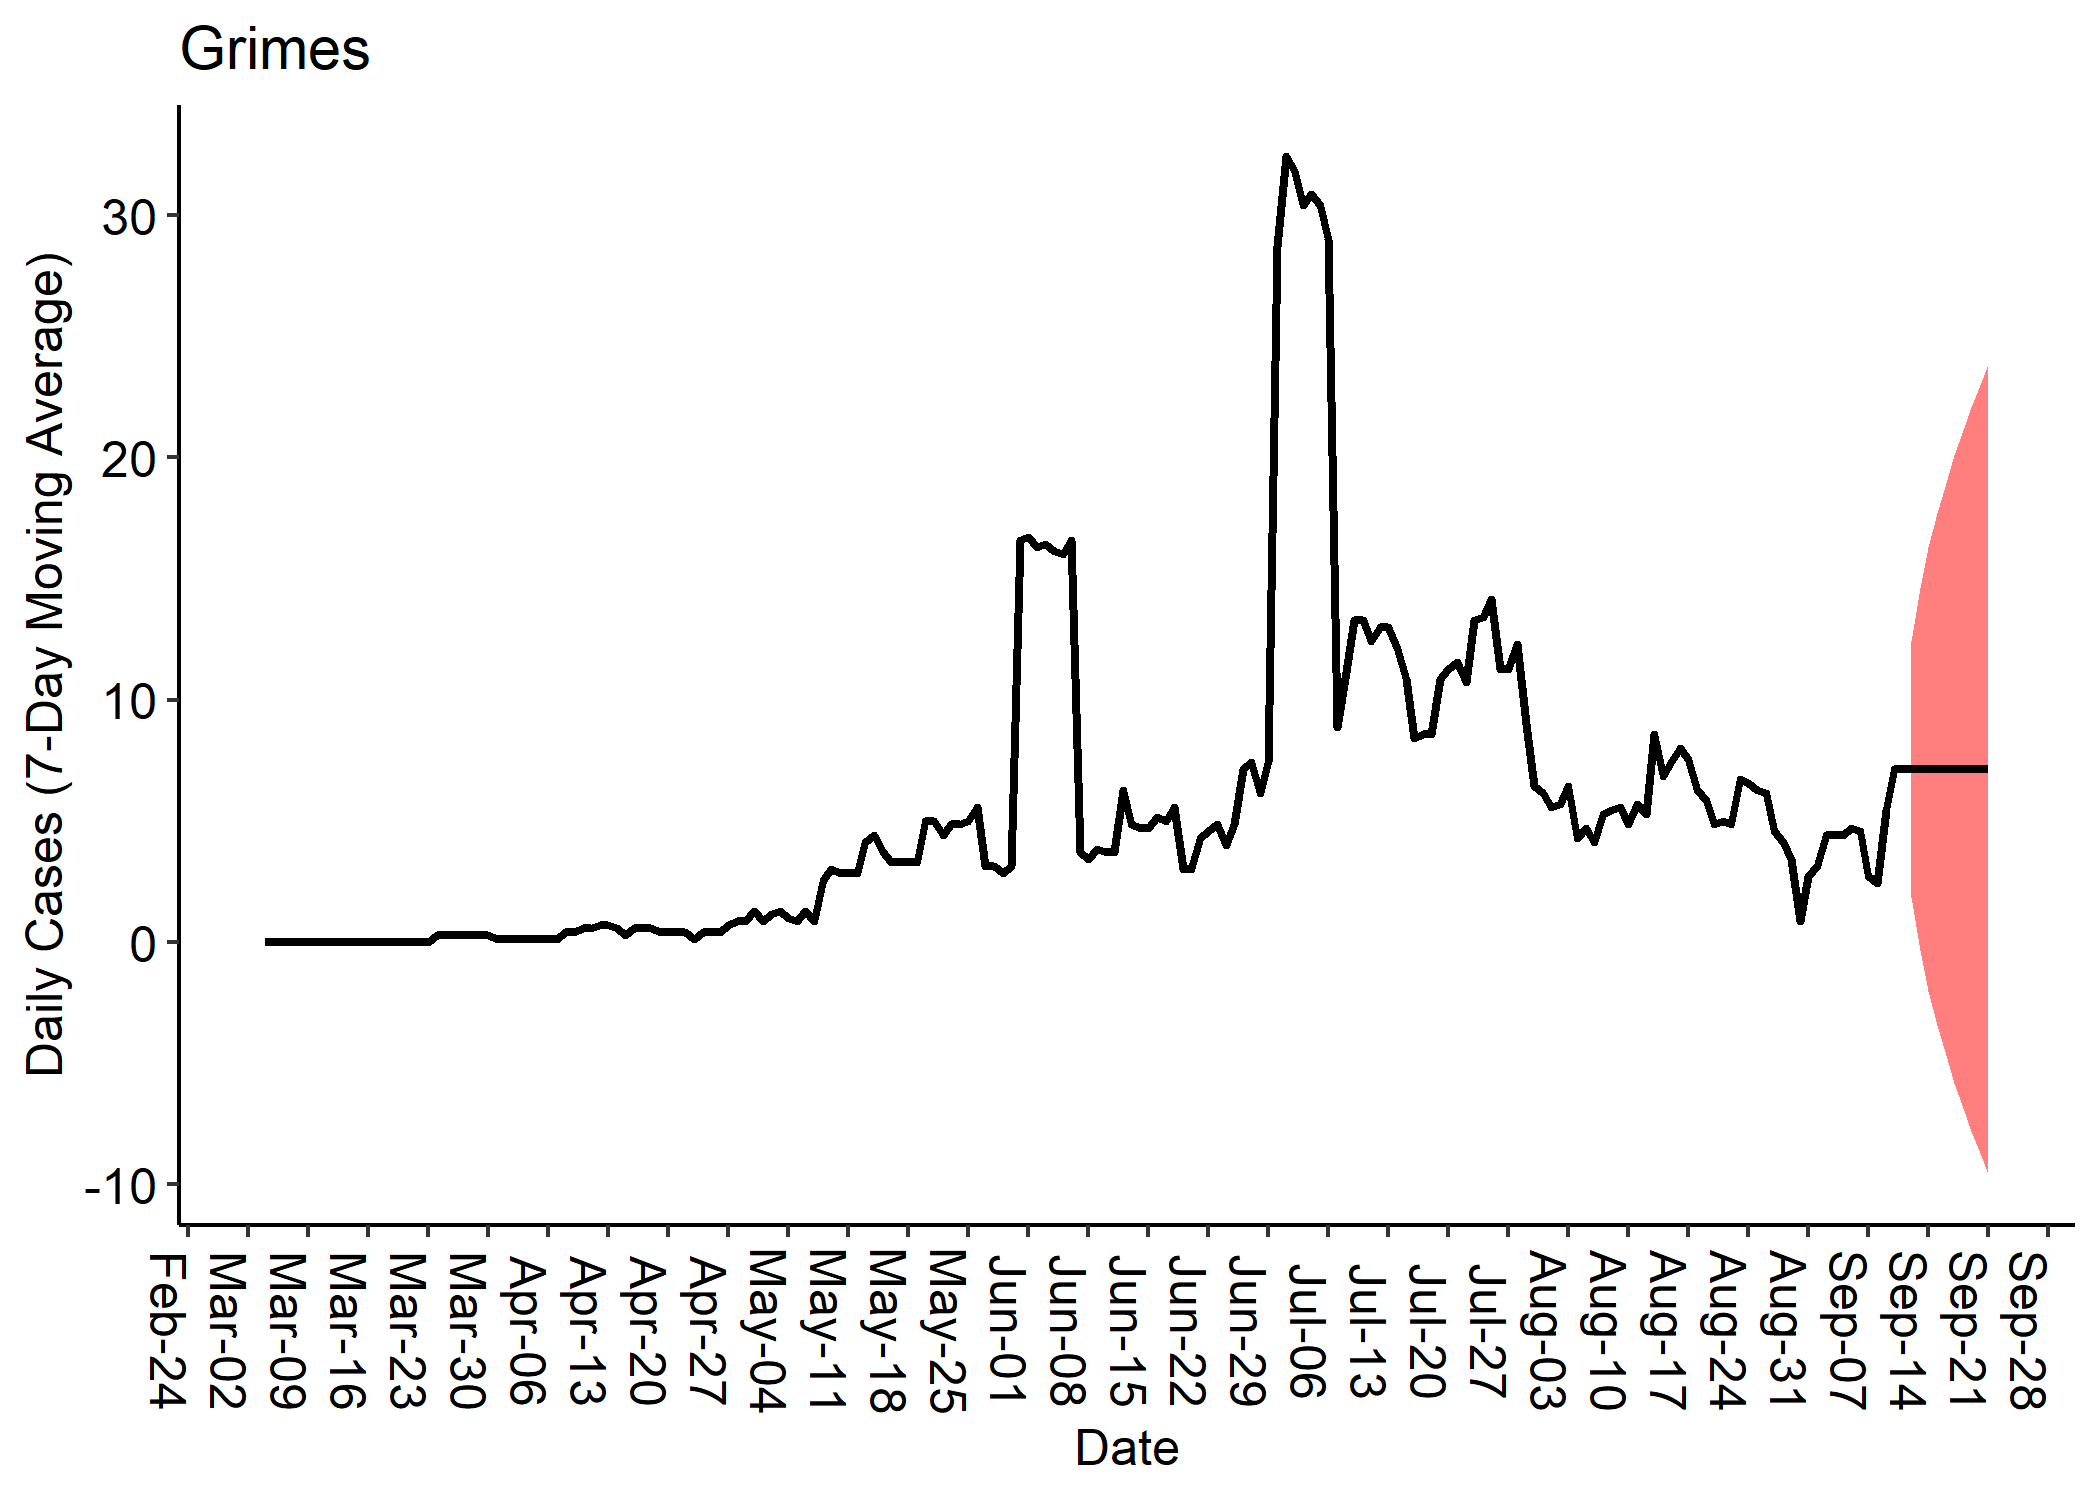 Grimes
Daily Cases (7-Day Moving Average)
30
20
10
0
-10
Feb-24
Mar-02
Mar-09
Mar-16
Mar-23
Mar-30
Apr-06
Apr-13
Apr-20
Apr-27
May-04
May-11
May-18
May-25
Jun-01
Jun-08
Jun-15
Jun-22
Jun-29
Jul-06
Jul-13
Jul-20
Jul-27
Aug-03
Aug-10
Aug-17
Aug-24
Aug-31
Sep-07
Sep-14
Sep-21
Sep-28
Date